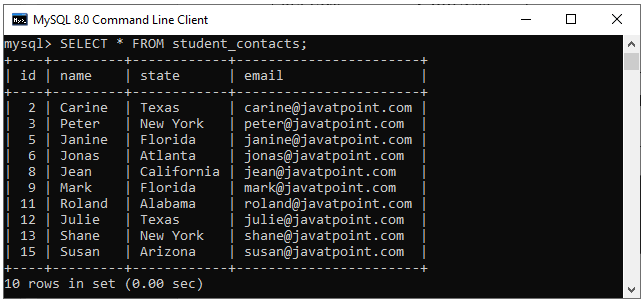 MySQL 8.0 Command Line Client
mysql> SELECT * FROM student_contacts;
+----+---------+------------+-----------------------+
| id | name    | state      | email                 |
+----+---------+------------+-----------------------+
|  2 | Carine  | Texas      | carine@javatpoint.com |
|  3 | Peter   | New York   | peter@javatpoint.com  |
|  5 | Janine  | Florida    | janine@javatpoint.com |
|  6 | Jonas   | Atlanta    | jonas@javatpoint.com  |
|  8 | Jean    | California | jean@javatpoint.com   |
|  9 | Mark    | Florida    | mark@javatpoint.com   |
| 11 | Roland  | Alabama    | roland@javatpoint.com |
| 12 | Julie   | Texas      | julie@javatpoint.com  |
| 13 | Shane   | New York   | shane@javatpoint.com  |
| 15 | Susan   | Arizona    | susan@javatpoint.com  |
+----+---------+------------+-----------------------+
10 rows in set (0.00 sec)